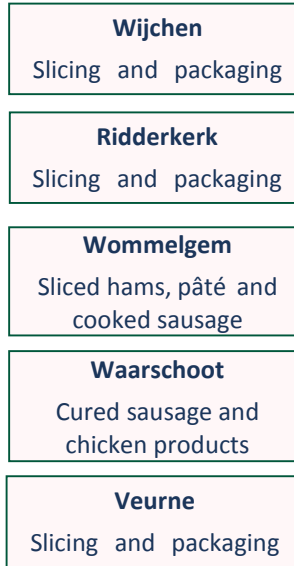 Wijchen
Slicing and packaging
Ridderkerk
Slicing and packaging
Wommelgem
Sliced hams, pâté and
cooked sausage
Waarschoot
Cured sausage and
chicken products
Veurne
Slicing and packaging